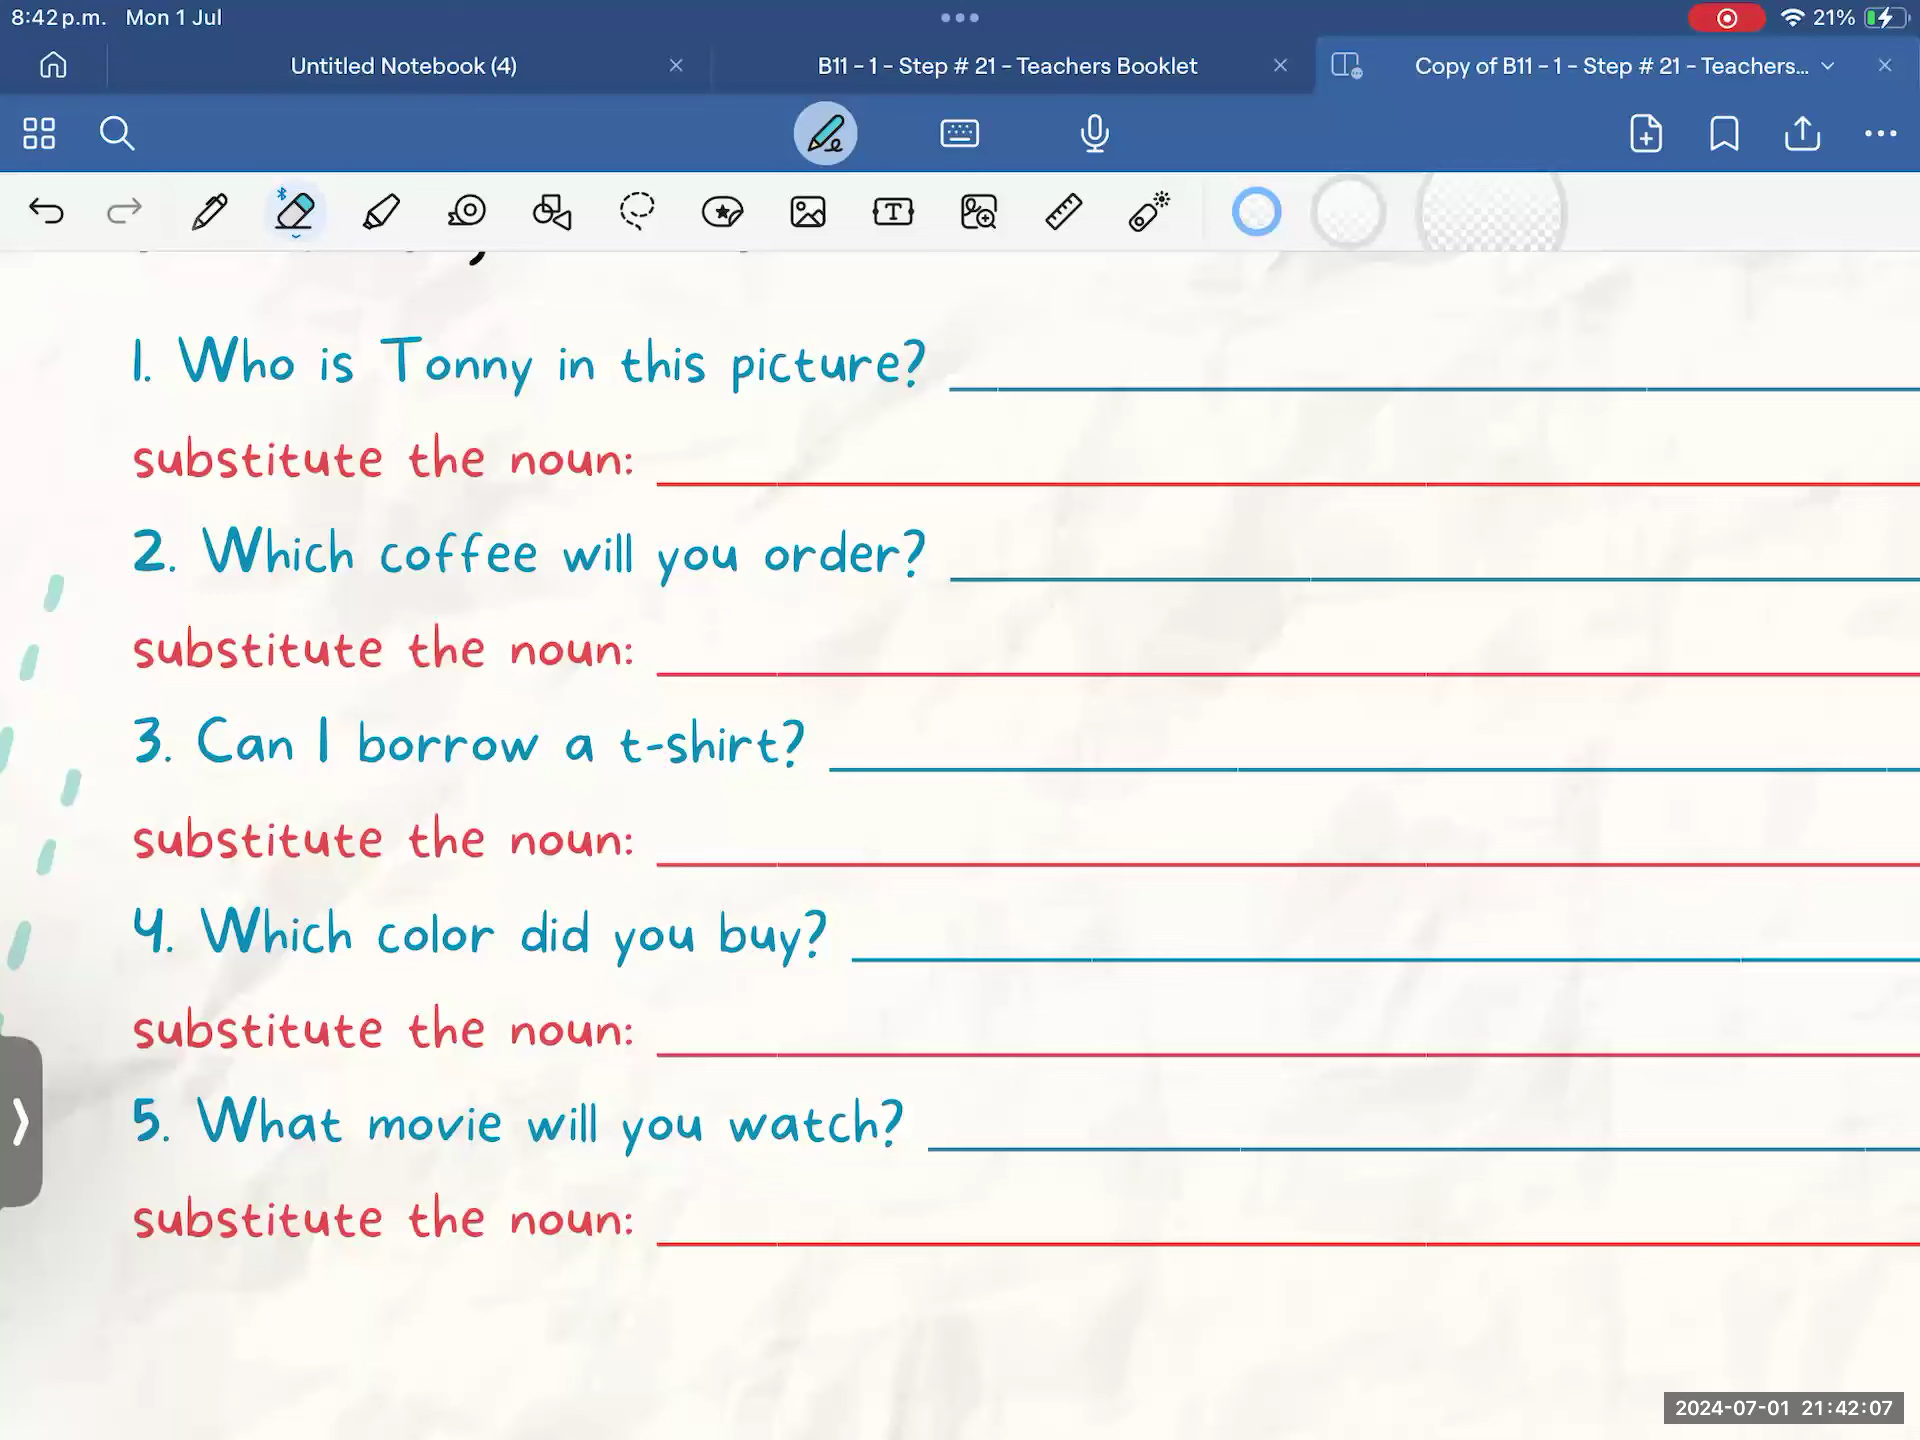 8:42 p.m. Mon 1 Jul
21%
Untitled Notebook (4)
B11 - 1 - Step # 21 - Teachers Booklet
Copy of B11 - 1 - Step # 21 - Teachers...
1. Who is Tonny in this picture?
substitute the noun:
2. Which coffee will you order?
substitute the noun:
3. Can I borrow a t-shirt?
substitute the noun:
4. Which color did you buy?
substitute the noun:
5. What movie will you watch?
substitute the noun:
2024-07-01 21:42:07